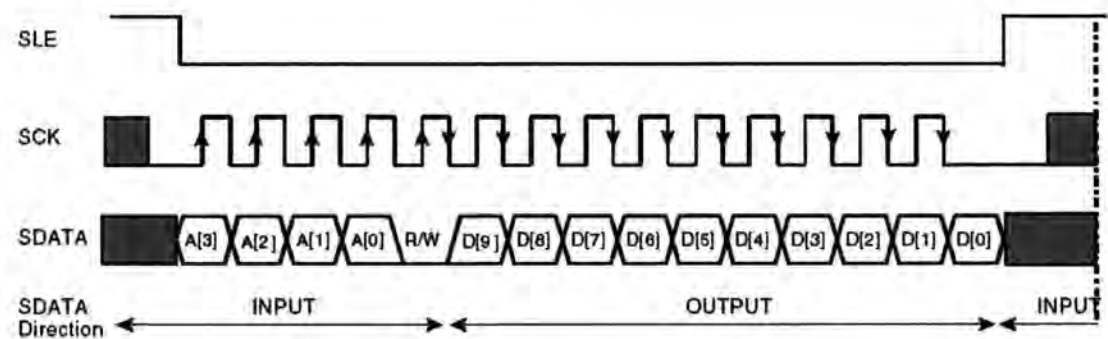 SLE
SCK
SDATA A[3] A[2] A[1] A[0] R/W D[9] D[8] D[7] D[6] D[5] D[4] D[3] D[2] D[1] D[0]
SDATA
Direction
INPUT OUTPUT INPUT